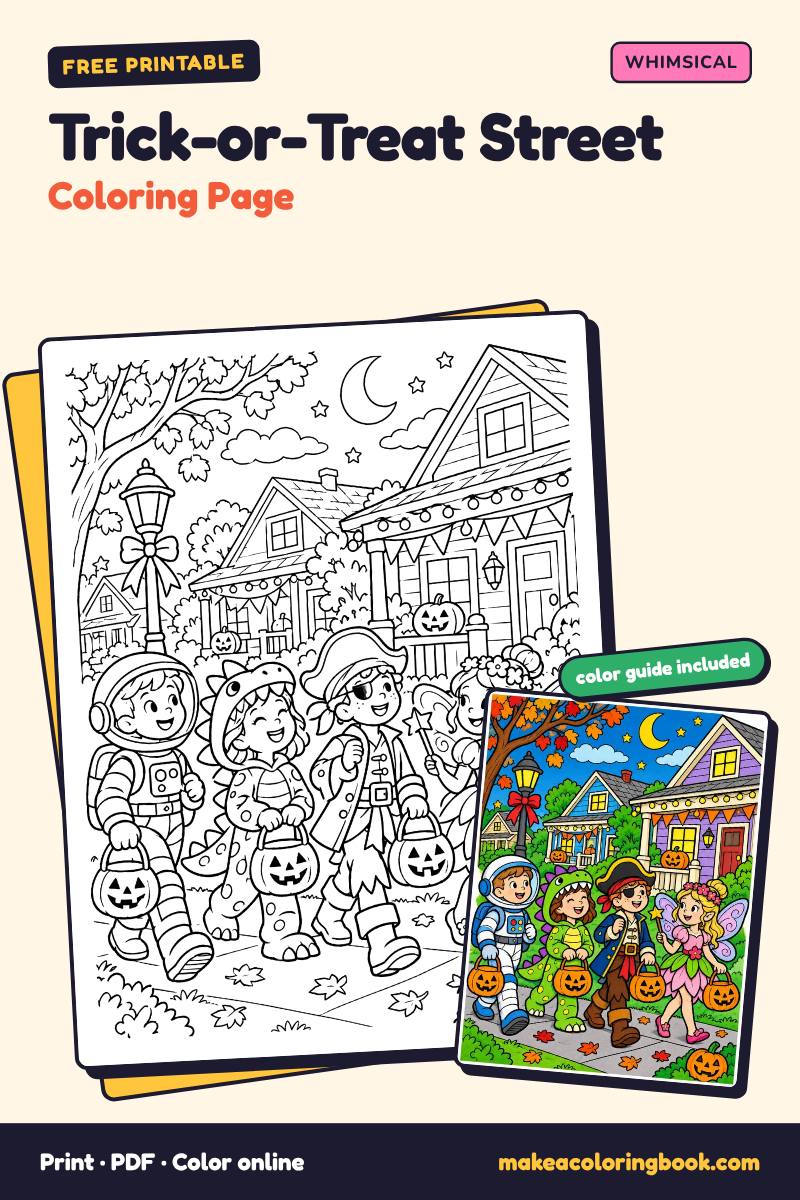 FREE PRINTABLE
WHIMSICAL
Trick-or-Treat Street
Coloring Page
color guide included
Print · PDF · Color online
makeacoloringbook.com